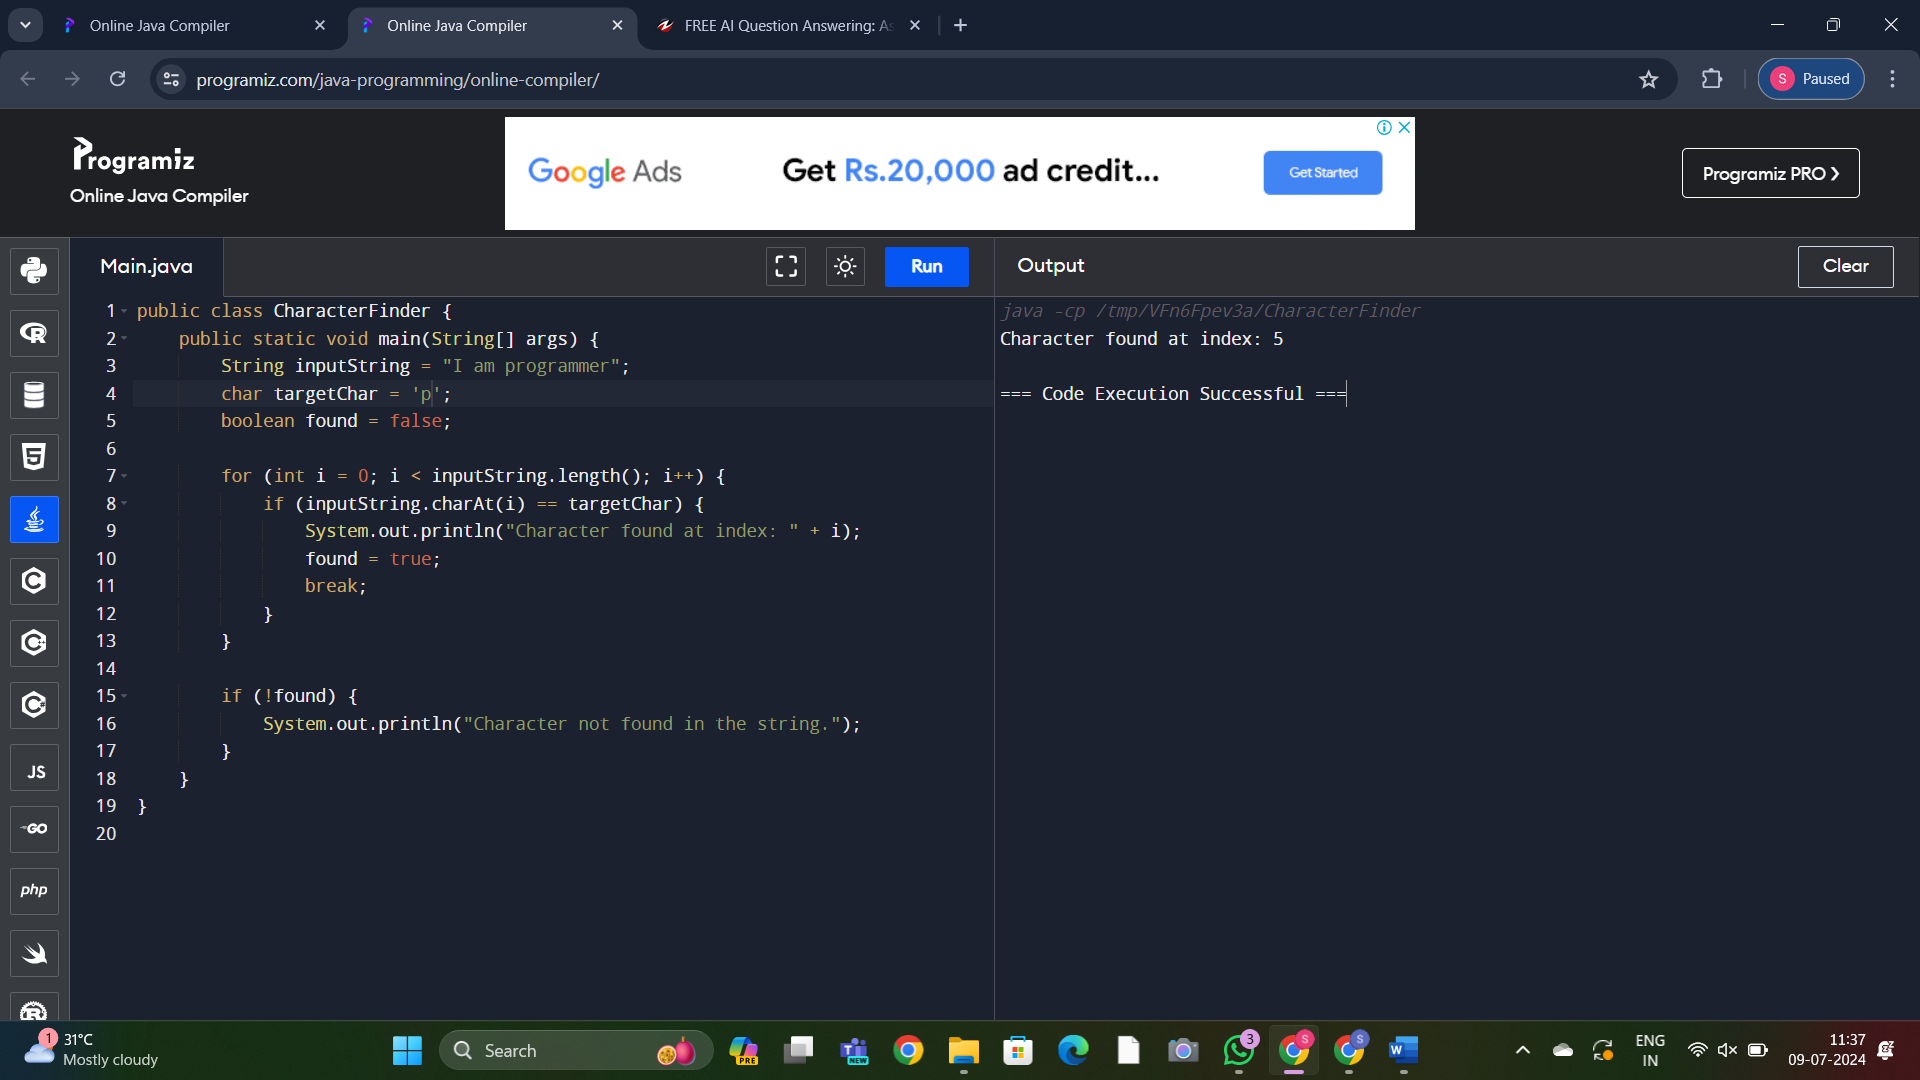 Online Java Compiler
Online Java Compiler
FREE AI Question Answering: As
programiz.com/java-programming/online-compiler/
S Paused
Programiz
Online Java Compiler
Google Ads
Get Rs.20,000 ad credit...
Get Started
Programiz PRO
Main.java
Run
Output
Clear
1 public class CharacterFinder {
2     public static void main(String[] args) {
3         String inputString = "I am programmer";
4         char targetChar = 'p';
5         boolean found = false;
6
7         for (int i = 0; i < inputString.length(); i++) {
8             if (inputString.charAt(i) == targetChar) {
9                 System.out.println("Character found at index: " + i);
10                 found = true;
11                 break;
12             }
13         }
14
15         if (!found) {
16             System.out.println("Character not found in the string.");
17         }
18     }
19 }
20
java -cp /tmp/VFn6Fpev3a/CharacterFinder
Character found at index: 5
=== Code Execution Successful ===
R
5
C
C++
C#
JS
GO
php
R
1
31°C
Mostly cloudy
Search
PRE
NEW
3
S
S
W
ENG
IN
11:37
09-07-2024